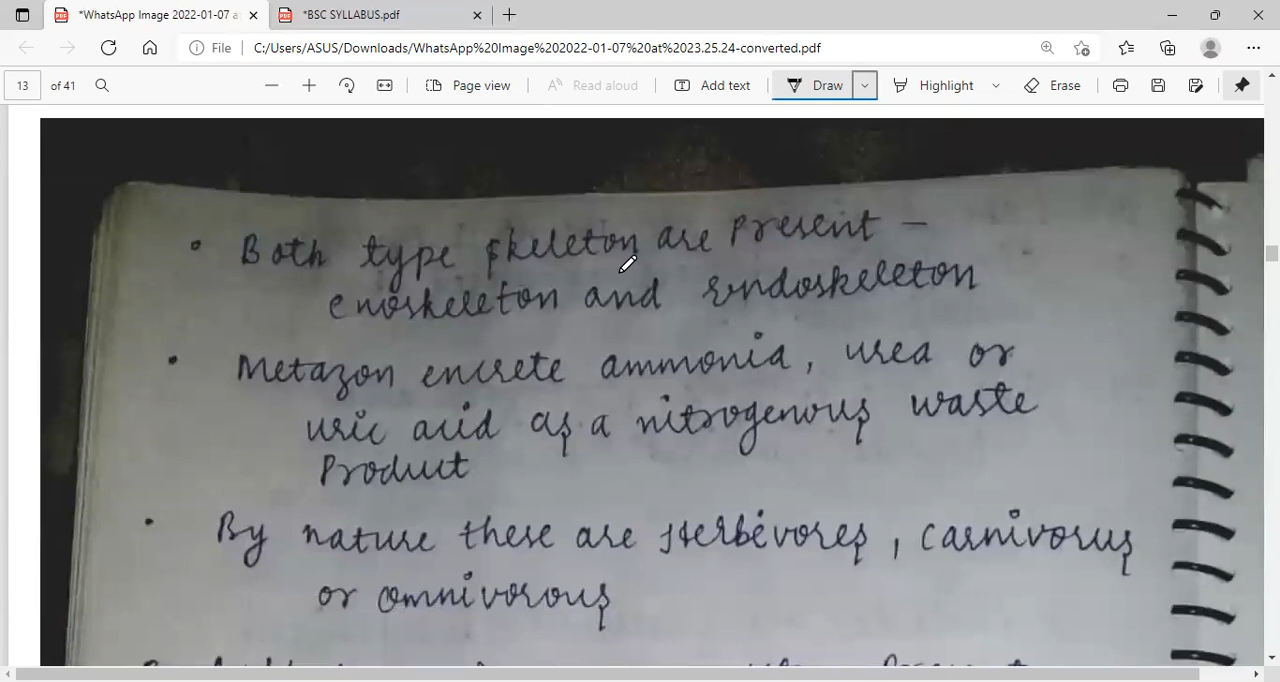 *WhatsApp Image 2022-01-07 a
*BSC SYLLABUS.pdf
File
C:/Users/ASUS/Downloads/WhatsApp%20Image%202022-01-07%20at%2023.25.24-converted.pdf
13 of 41
Page view
Read aloud
Add text
Draw
Highlight
Erase
• Both type skeleton are Present –
enoskeleton and endoskeleton
• Metazon encrete ammonia, urea or
uric acid as a nitrogenous waste
Product
• By nature these are Herbevores, carnivorus
or omnivorous